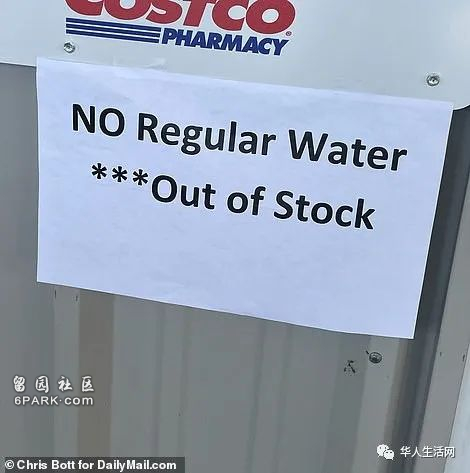 COSTCO
PHARMACY
NO Regular Water
***Out of Stock
留园社区
6PARK.COM
©Chris Bott for DailyMail.com
华人生活网